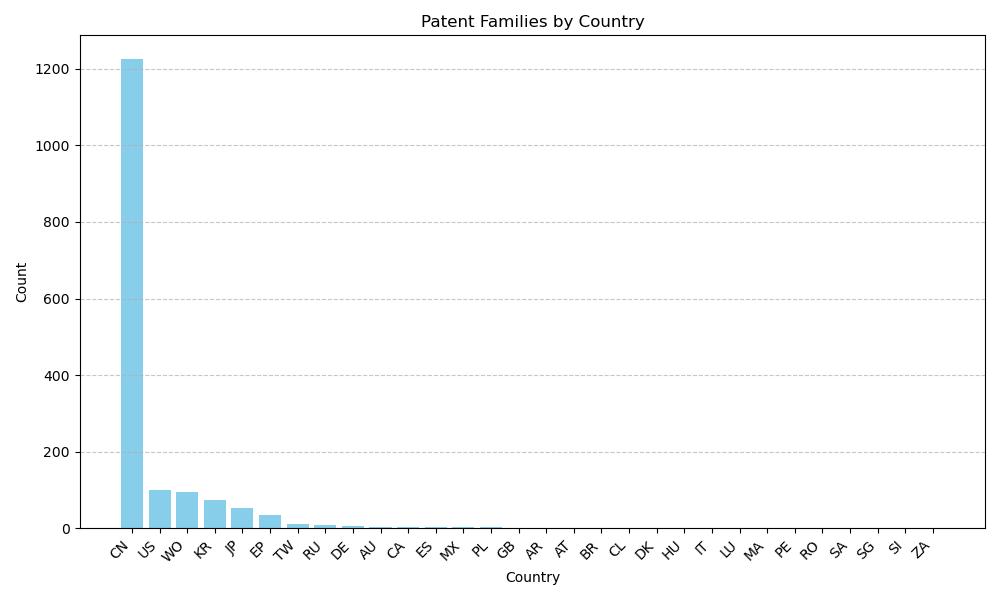 Patent Families by Country
1200
1000
800
600
400
200
0
Count
CN US WO KR JP EP TW RU DE AU CA ES MX PL GB AR AT BR CL DK HU IT LU MA PE RO SA SG SI ZA
Country